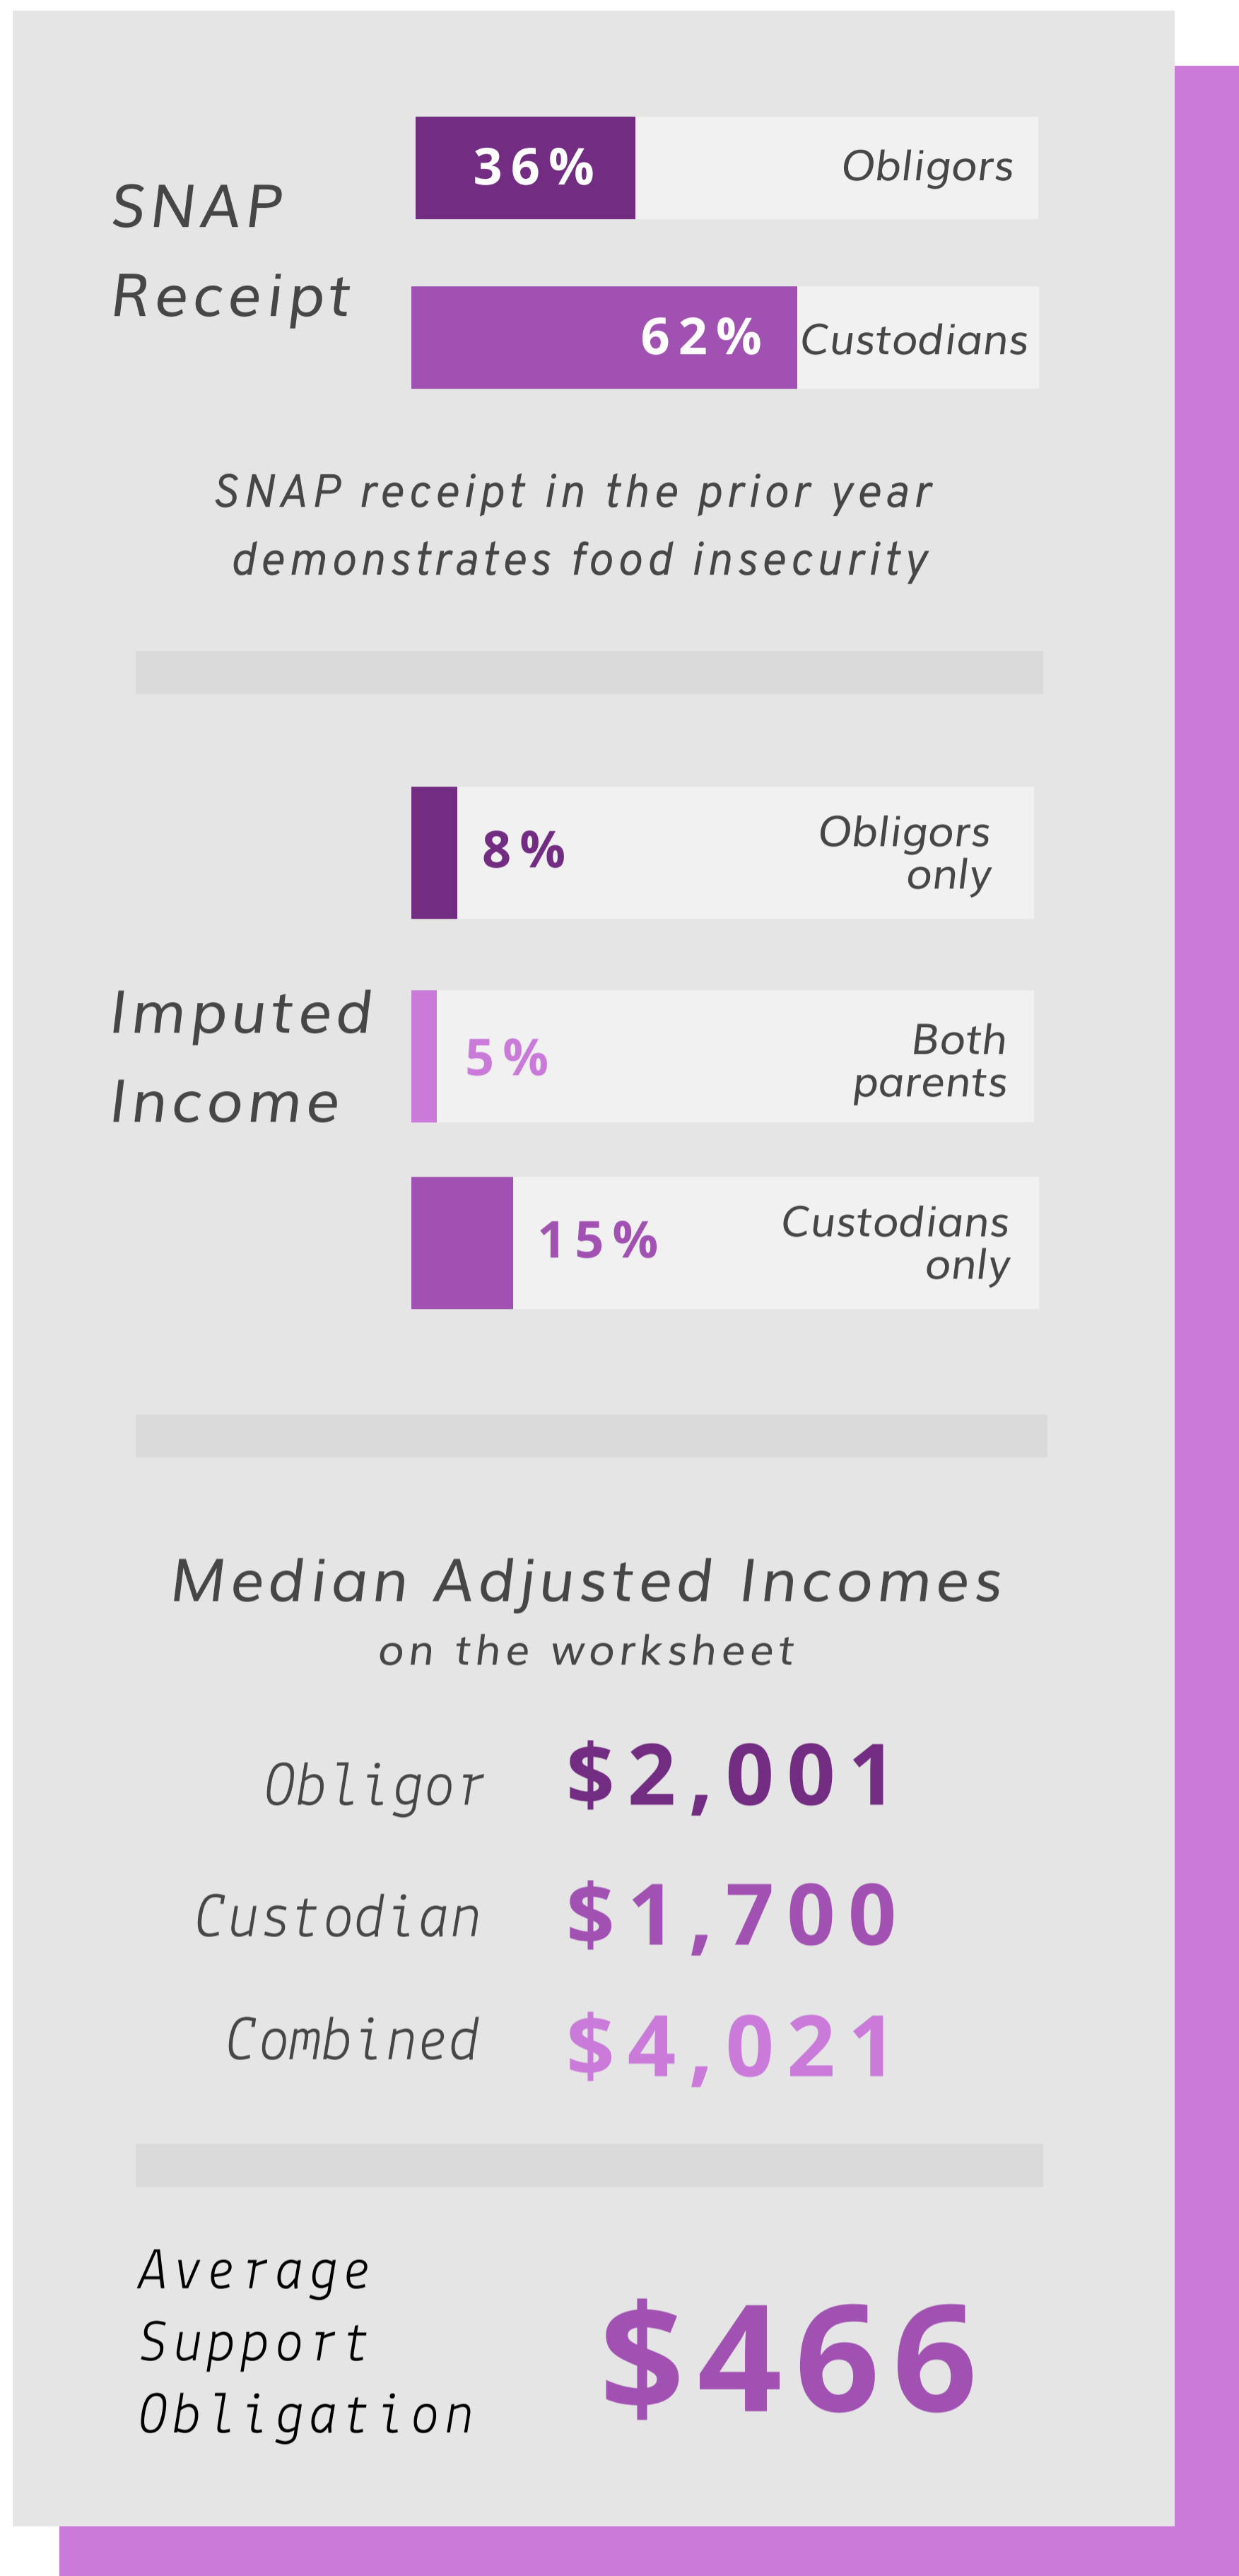 SNAP
Receipt
36%
Obligors
62%
Custodians
SNAP receipt in the prior year
demonstrates food insecurity
Imputed
Income
8%
Obligors
only
5%
Both
parents
15%
Custodians
only
Median Adjusted Incomes
on the worksheet
Obligor $2,001
Custodian $1,700
Combined $4,021
Average
Support
Obligation
$466